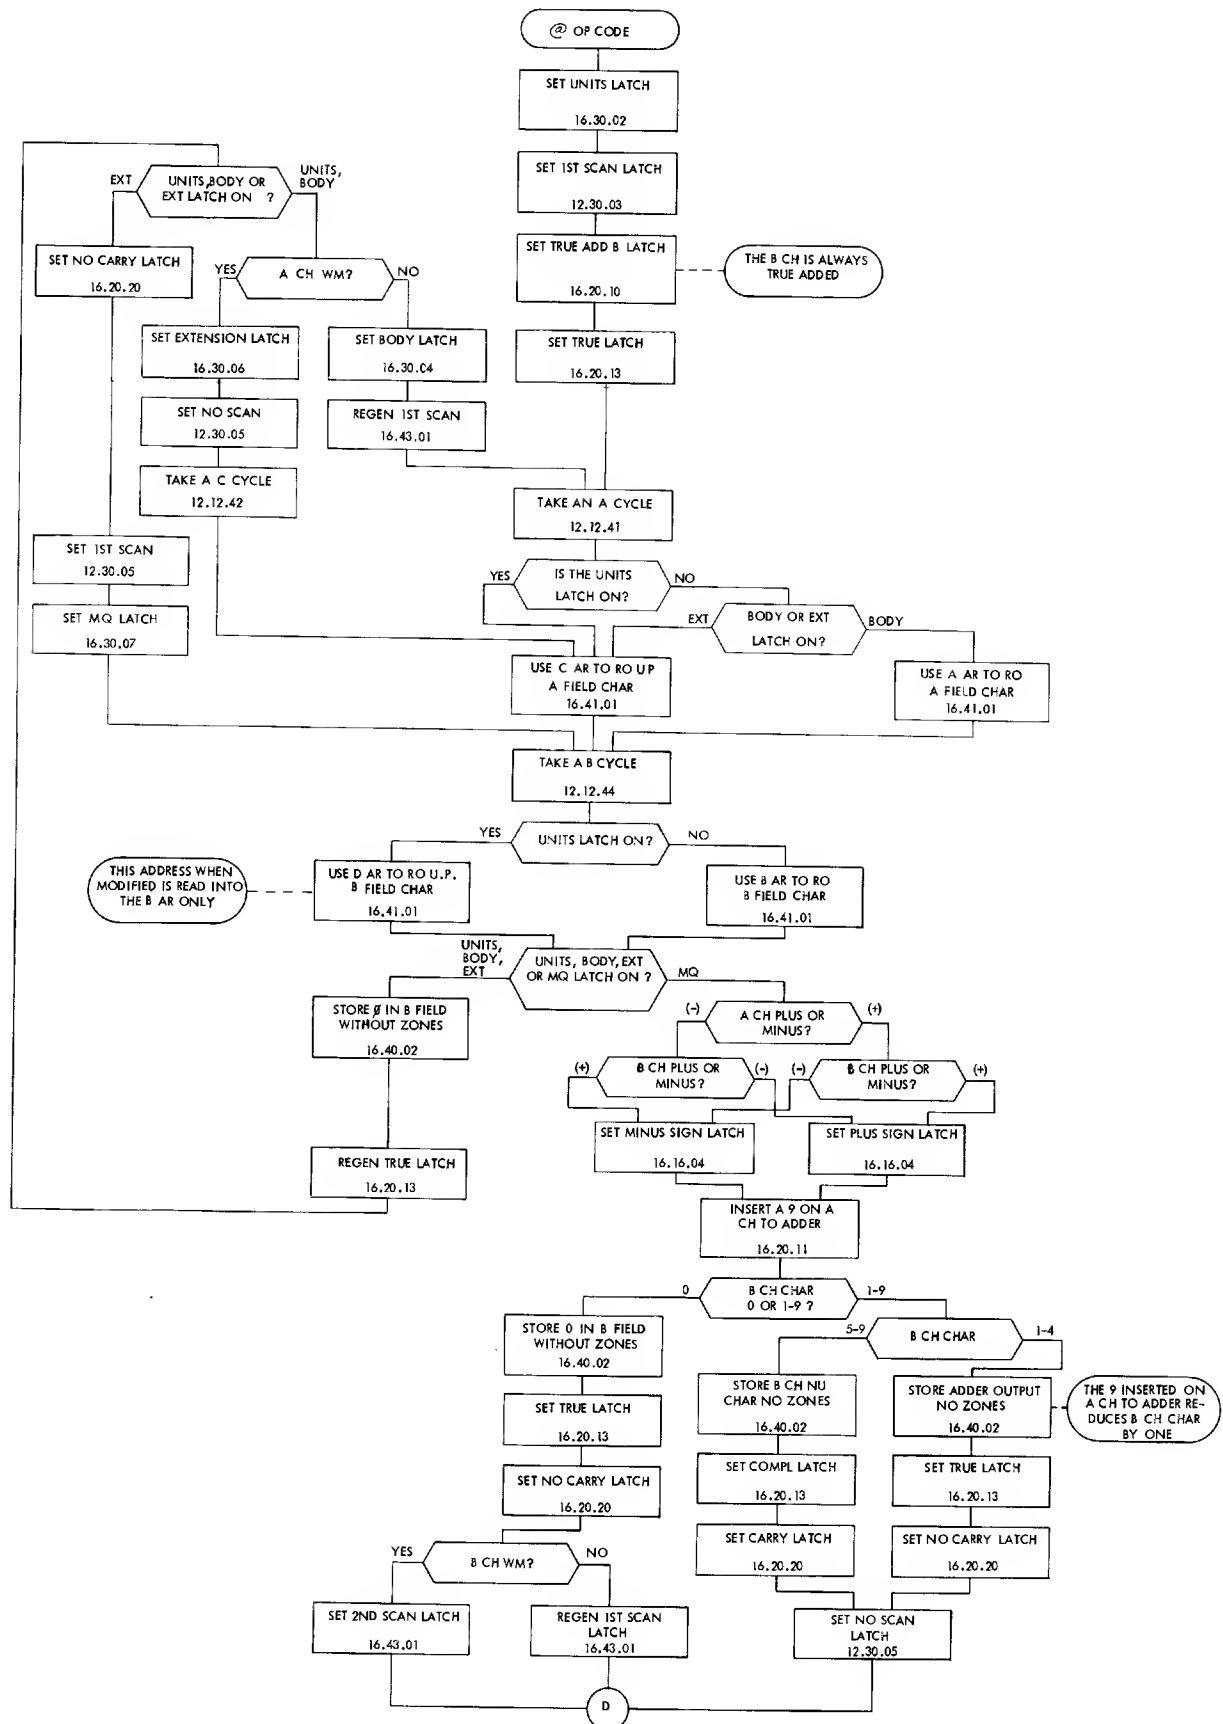 @ OP CODE
SET UNITS LATCH
16.30.02
SET 1ST SCAN LATCH
12.30.03
SET TRUE ADD B LATCH
16.20.10
THE B CH IS ALWAYS
TRUE ADDED
SET TRUE LATCH
16.20.13
UNITS, BODY OR
EXT LATCH ON ?
EXT
UNITS,
BODY
SET NO CARRY LATCH
16.20.20
A CH WM?
YES
NO
SET EXTENSION LATCH
16.30.06
SET BODY LATCH
16.30.04
SET NO SCAN
12.30.05
REGEN 1ST SCAN
16.43.01
TAKE A C CYCLE
12.12.42
TAKE AN A CYCLE
12.12.41
SET 1ST SCAN
12.30.05
SET MQ LATCH
16.30.07
YES
IS THE UNITS
LATCH ON?
NO
EXT
BODY OR EXT
LATCH ON?
BODY
USE C AR TO RO UP
A FIELD CHAR
16.41.01
USE A AR TO RO
A FIELD CHAR
16.41.01
TAKE A B CYCLE
12.12.44
YES
UNITS LATCH ON?
NO
THIS ADDRESS WHEN
MODIFIED IS READ INTO
THE B AR ONLY
USE D AR TO RO U.P.
B FIELD CHAR
16.41.01
USE B AR TO RO
B FIELD CHAR
16.41.01
UNITS,
BODY,
EXT
UNITS, BODY, EXT
OR MQ LATCH ON ?
MQ
STORE Ø IN B FIELD
WITHOUT ZONES
16.40.02
(-)
A CH PLUS OR
MINUS?
(+)
(+)
B CH PLUS OR
MINUS?
(-)
(-)
B CH PLUS OR
MINUS?
(+)
SET MINUS SIGN LATCH
16.16.04
SET PLUS SIGN LATCH
16.16.04
REGEN TRUE LATCH
16.20.13
INSERT A 9 ON A
CH TO ADDER
16.20.11
0
B CH CHAR
0 OR 1-9 ?
1-9
STORE 0 IN B FIELD
WITHOUT ZONES
16.40.02
5-9
B CH CHAR
1-4
STORE B CH NU
CHAR NO ZONES
16.40.02
STORE ADDER OUTPUT
NO ZONES
16.40.02
THE 9 INSERTED ON
A CH TO ADDER RE-
DUCES B CH CHAR
BY ONE
SET TRUE LATCH
16.20.13
SET COMPL LATCH
16.20.13
SET TRUE LATCH
16.20.13
SET NO CARRY LATCH
16.20.20
SET CARRY LATCH
16.20.20
SET NO CARRY LATCH
16.20.20
YES
B CH WM?
NO
SET 2ND SCAN LATCH
16.43.01
REGEN 1ST SCAN
LATCH
16.43.01
SET NO SCAN
LATCH
12.30.05
D